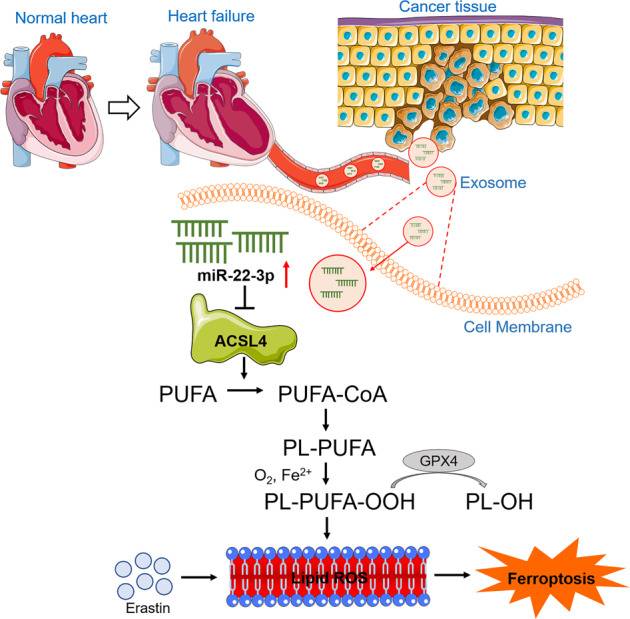 Normal heart
Heart failure
Cancer tissue
Exosome
miR-22-3p
Cell Membrane
ACSL4
PUFA
PUFA-CoA
PL-PUFA
O₂, Fe²⁺
GPX4
PL-PUFA-OOH
PL-OH
Lipid ROS
Ferroptosis
Erastin